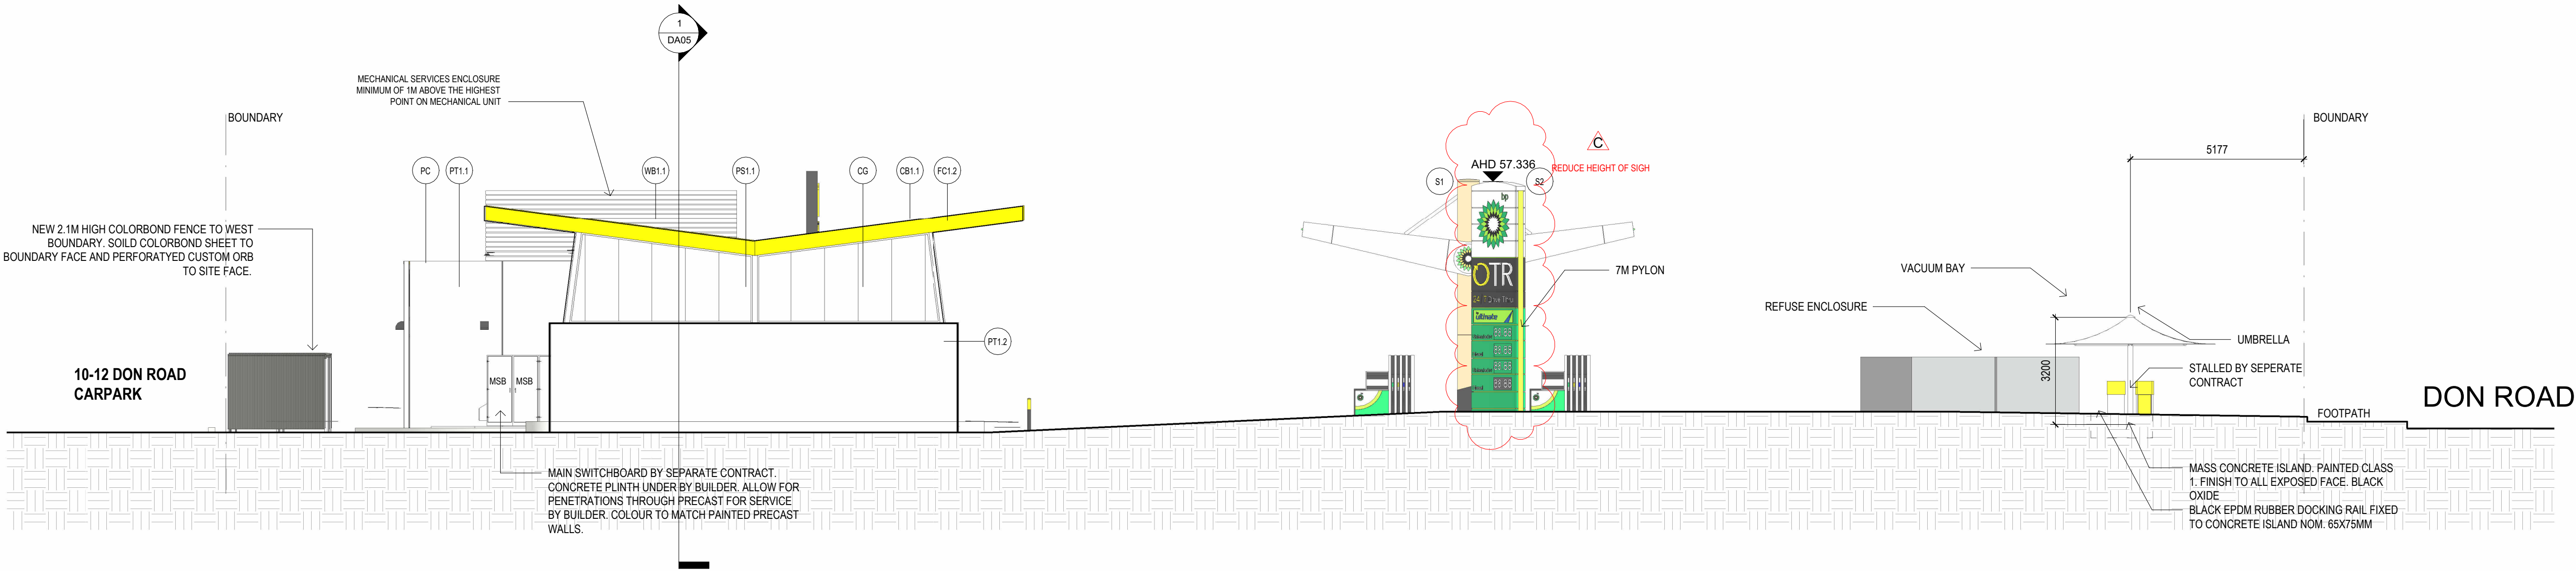 1
DA05
MECHANICAL SERVICES ENCLOSURE
MINIMUM OF 1M ABOVE THE HIGHEST
POINT ON MECHANICAL UNIT
BOUNDARY
PC
PT1.1
WB1.1
PS1.1
CG
CB1.1
FC1.2
NEW 2.1M HIGH COLORBOND FENCE TO WEST
BOUNDARY. SOILD COLORBOND SHEET TO
BOUNDARY FACE AND PERFORATYED CUSTOM ORB
TO SITE FACE.
10-12 DON ROAD
CARPARK
MSB
MSB
PT1.2
MAIN SWITCHBOARD BY SEPARATE CONTRACT.
CONCRETE PLINTH UNDER BY BUILDER. ALLOW FOR
PENETRATIONS THROUGH PRECAST FOR SERVICE
BY BUILDER. COLOUR TO MATCH PAINTED PRECAST
WALLS.
C
REDUCE HEIGHT OF SIGH
AHD 57.336
S1
S2
bp
OTR
ultimate
7M PYLON
BOUNDARY
5177
VACUUM BAY
REFUSE ENCLOSURE
3200
UMBRELLA
STALLED BY SEPERATE
CONTRACT
FOOTPATH
DON ROAD
MASS CONCRETE ISLAND. PAINTED CLASS
1. FINISH TO ALL EXPOSED FACE. BLACK
OXIDE
BLACK EPDM RUBBER DOCKING RAIL FIXED
TO CONCRETE ISLAND NOM. 65X75MM